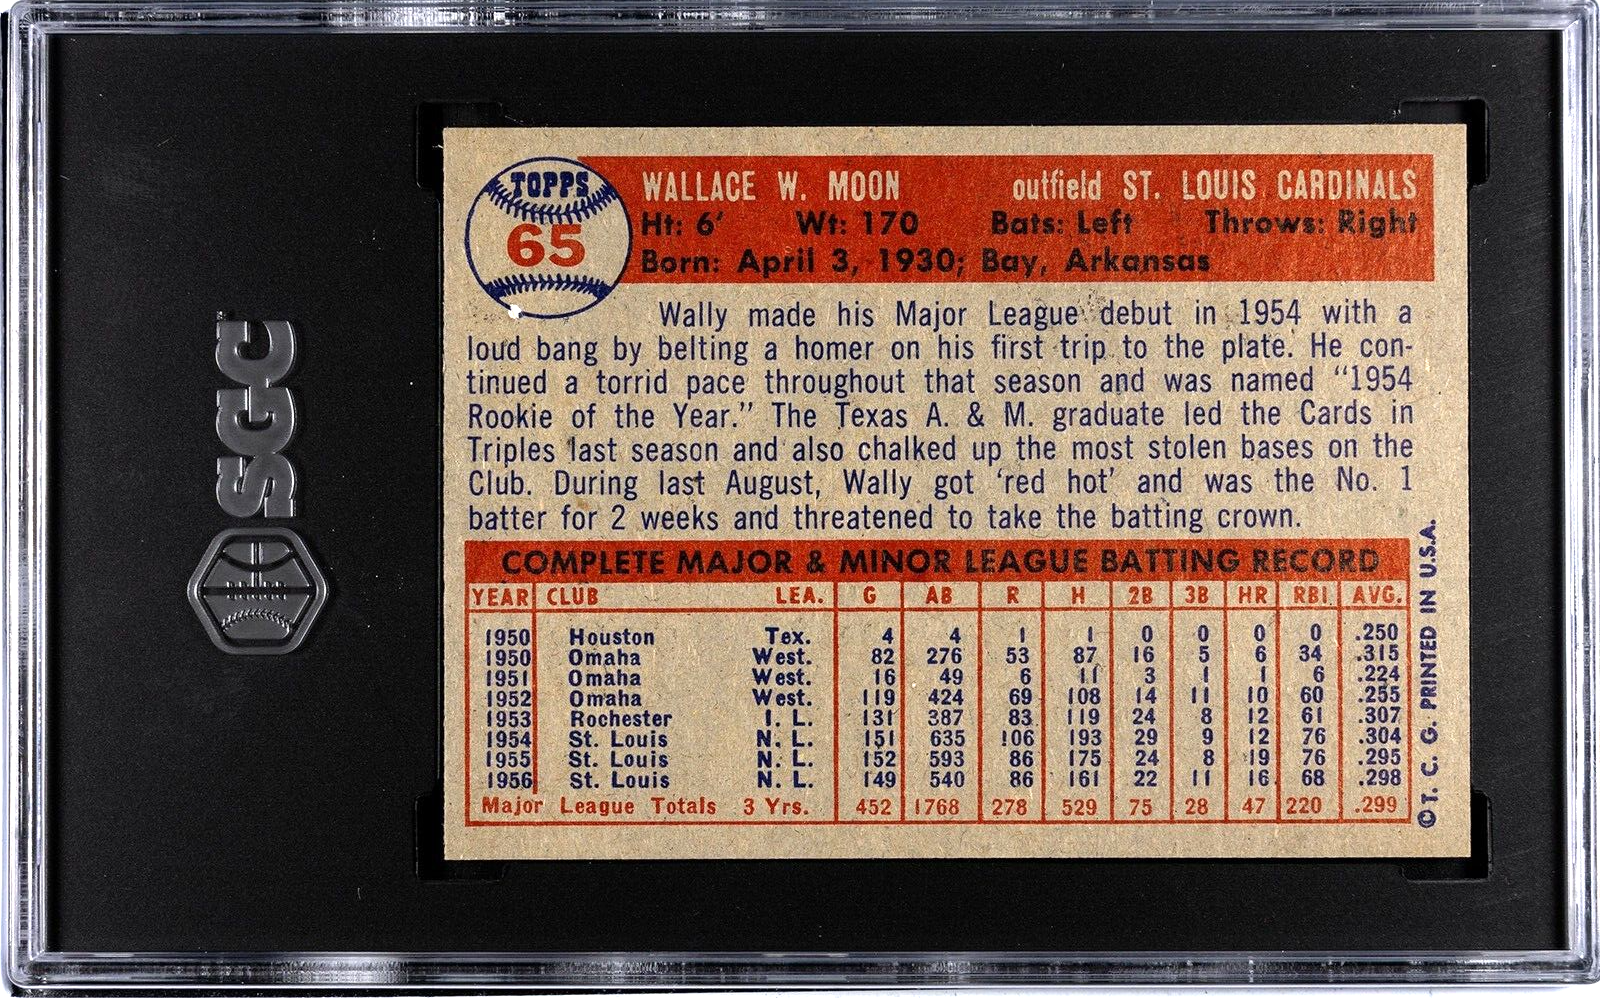 SGC
TOPPS
65
WALLACE W. MOON outfield ST. LOUIS CARDINALS
Ht: 6' Wt: 170 Bats: Left Throws: Right
Born: April 3, 1930; Bay, Arkansas
Wally made his Major League debut in 1954 with a
loud bang by belting a homer on his first trip to the plate. He con-
tinued a torrid pace throughout that season and was named “1954
Rookie of the Year.” The Texas A. & M. graduate led the Cards in
Triples last season and also chalked up the most stolen bases on the
Club. During last August, Wally got ‘red hot’ and was the No. 1
batter for 2 weeks and threatened to take the batting crown.
COMPLETE MAJOR & MINOR LEAGUE BATTING RECORD
YEAR CLUB LEA. G AB R H 2B 3B HR RBI AVG.
1950 Houston Tex. 4 4 1 1 0 0 0 0 .250
1950 Omaha West. 82 276 53 87 16 5 6 34 .315
1951 Omaha West. 16 49 6 11 3 1 1 6 .224
1952 Omaha West. 119 424 69 108 14 11 10 60 .255
1953 Rochester I. L. 131 387 83 119 24 8 12 61 .307
1954 St. Louis N. L. 151 635 106 193 29 9 12 76 .304
1955 St. Louis N. L. 152 593 86 175 24 8 19 76 .295
1956 St. Louis N. L. 149 540 86 161 22 11 16 68 .298
Major League Totals 3 Yrs. 452 1768 278 529 75 28 47 220 .299
©T. C. G. PRINTED IN U.S.A.